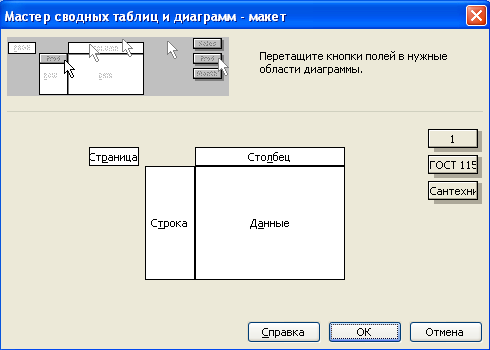 Мастер сводных таблиц и диаграмм - макет
Перетащите кнопки полей в нужные
области диаграммы.
1
ГОСТ 115
Сантехни
Страница
Столбец
Строка
Данные
Справка
ОК
Отмена